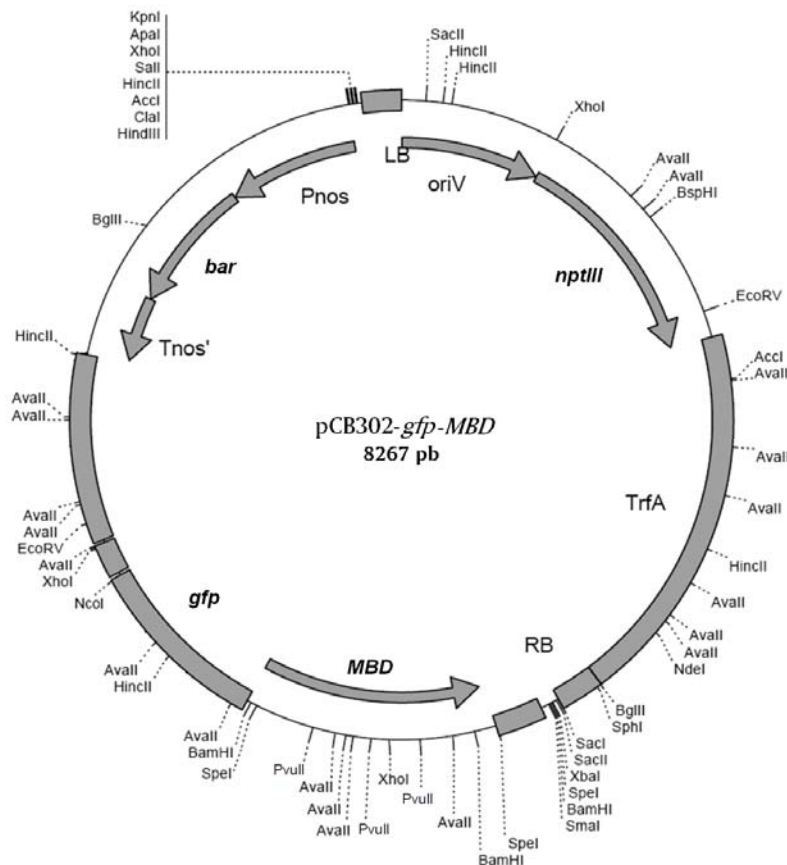 KpnI
ApaI
XhoI
SalI
HincII
AccI
ClaI
HindIII
SacII
HincII
HincII
XhoI
AvaII
AvaII
BspHI
EcoRV
AccI
AvaII
AvaII
AvaII
HincII
AvaII
AvaII
AvaII
NdeI
BglII
SphI
SacI
SacII
XbaI
SpeI
BamHI
SmaI
SpeI
BamHI
AvaII
PvuII
XhoI
PvuII
AvaII
AvaII
AvaII
PvuII
SpeI
BamHI
AvaII
HincII
AvaII
NcoI
XhoI
AvaII
EcoRV
AvaII
AvaII
AvaII
AvaII
HincII
BglII
LB
oriV
nptIII
TrfA
RB
MBD
gfp
Tnos'
bar
Pnos
pCB302-gfp-MBD
8267 pb